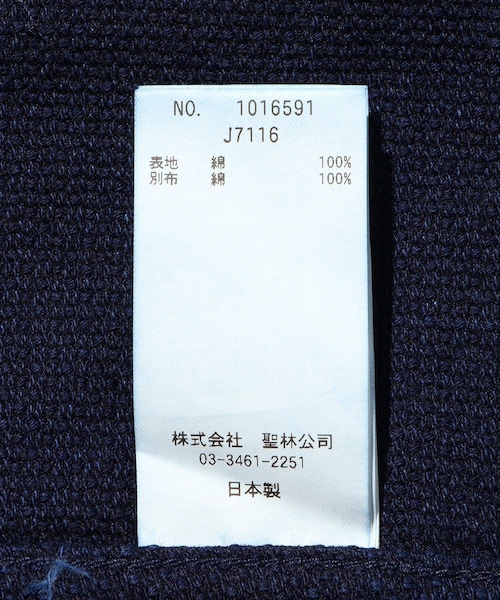 NO. 1016591
J7116
表地 綿 100%
別布 綿 100%
株式会社 聖林公司
03-3461-2251
日本製